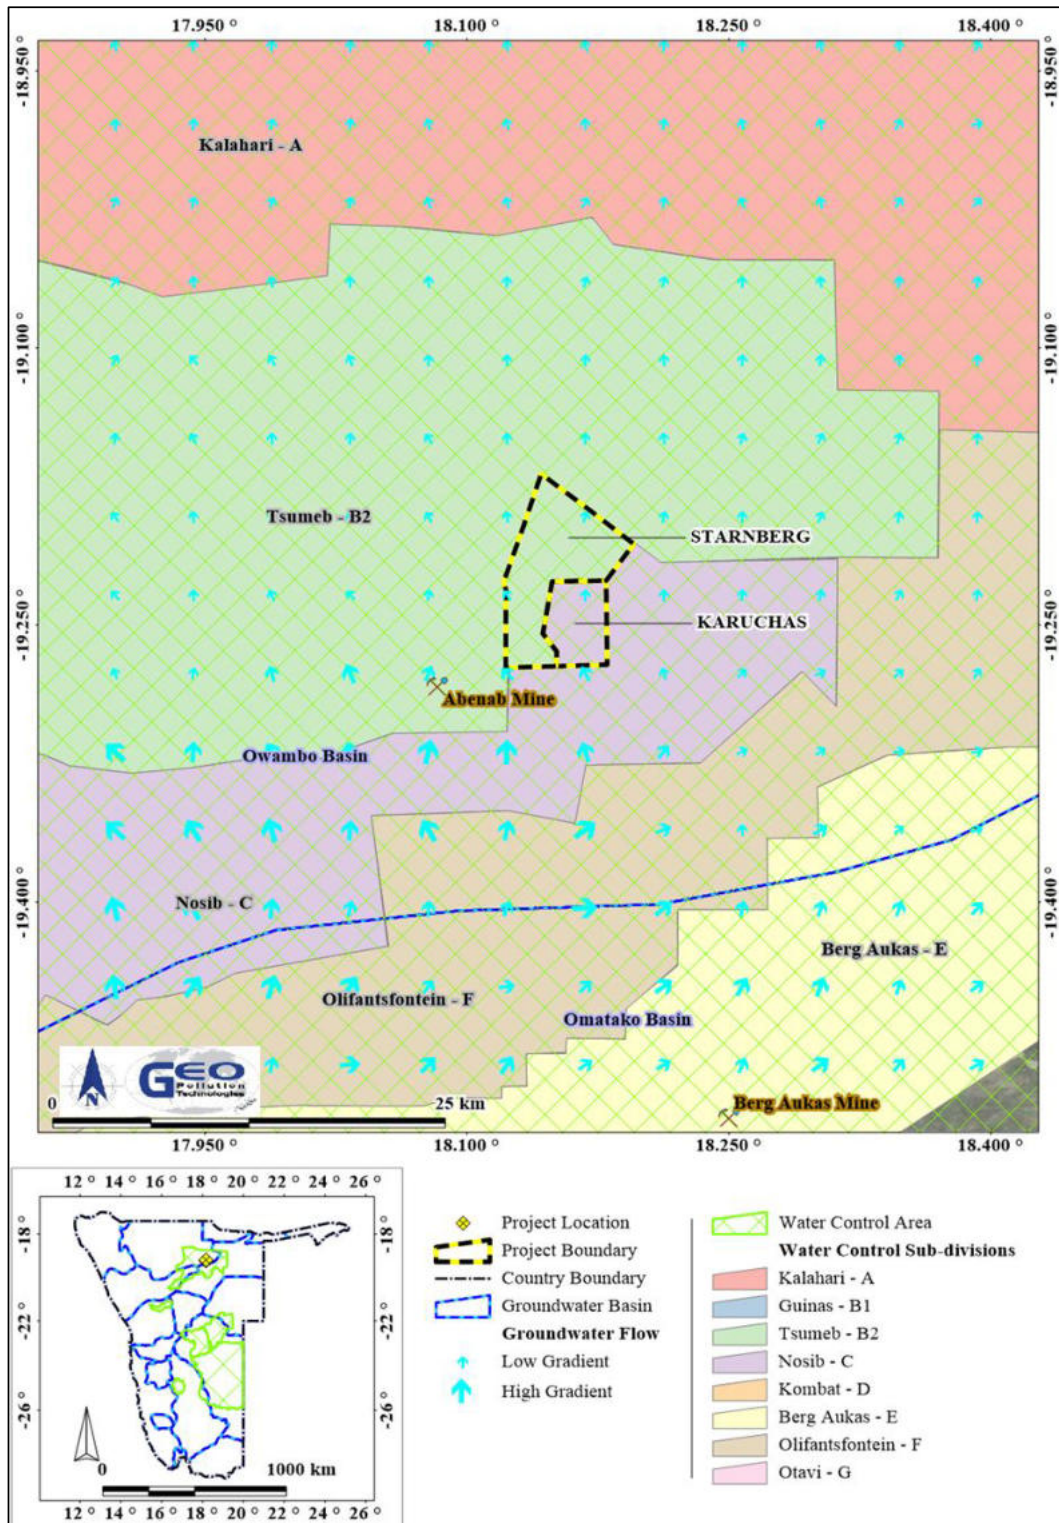 17.950 ° 18.100 ° 18.250 ° 18.400 °
-18.950 ° -18.950 °
Kalahari - A
-19.100 ° -19.100 °
Tsumeb - B2
STARNBERG
KARUCHAS
-19.250 ° -19.250 °
Abenab Mine
Owambo Basin
Nosib - C
-19.400 ° -19.400 °
Berg Aukas - E
Olifantsfontein - F
Omatako Basin
N
GEO
Pollution
Technologies
0 25 km
Berg Aukas Mine
17.950 ° 18.100 ° 18.250 ° 18.400 °
12 ° 14 ° 16 ° 18 ° 20 ° 22 ° 24 ° 26 °
-18 ° -18 °
-22 ° -22 °
-26 ° -26 °
0 1000 km
12 ° 14 ° 16 ° 18 ° 20 ° 22 ° 24 ° 26 °
Project Location
Project Boundary
Country Boundary
Groundwater Basin
Groundwater Flow
Low Gradient
High Gradient
Water Control Area
Water Control Sub-divisions
Kalahari - A
Guinas - B1
Tsumeb - B2
Nosib - C
Kombat - D
Berg Aukas - E
Olifantsfontein - F
Otavi - G